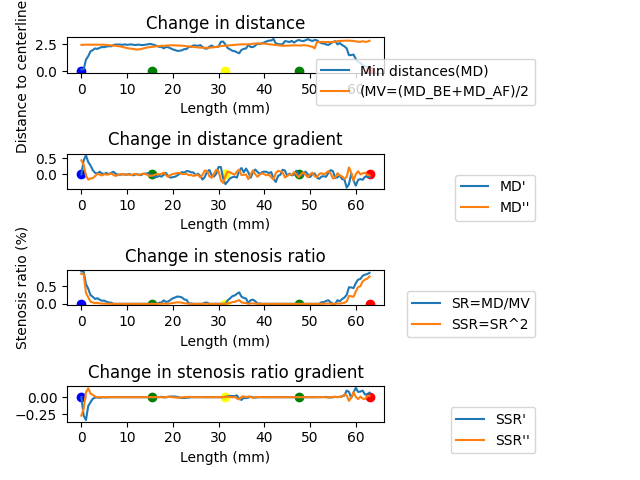 Change in distance
Distance to centerline
2.5
0.0
0 10 20 30 40 50 60
Length (mm)
Min distances(MD)
(MV=(MD_BE+MD_AF)/2
Change in distance gradient
0.5
0.0
0 10 20 30 40 50 60
Length (mm)
MD'
MD''
Change in stenosis ratio
Stenosis ratio (%)
0.5
0.0
0 10 20 30 40 50 60
Length (mm)
SR=MD/MV
SSR=SR^2
Change in stenosis ratio gradient
0.00
−0.25
0 10 20 30 40 50 60
Length (mm)
SSR'
SSR''